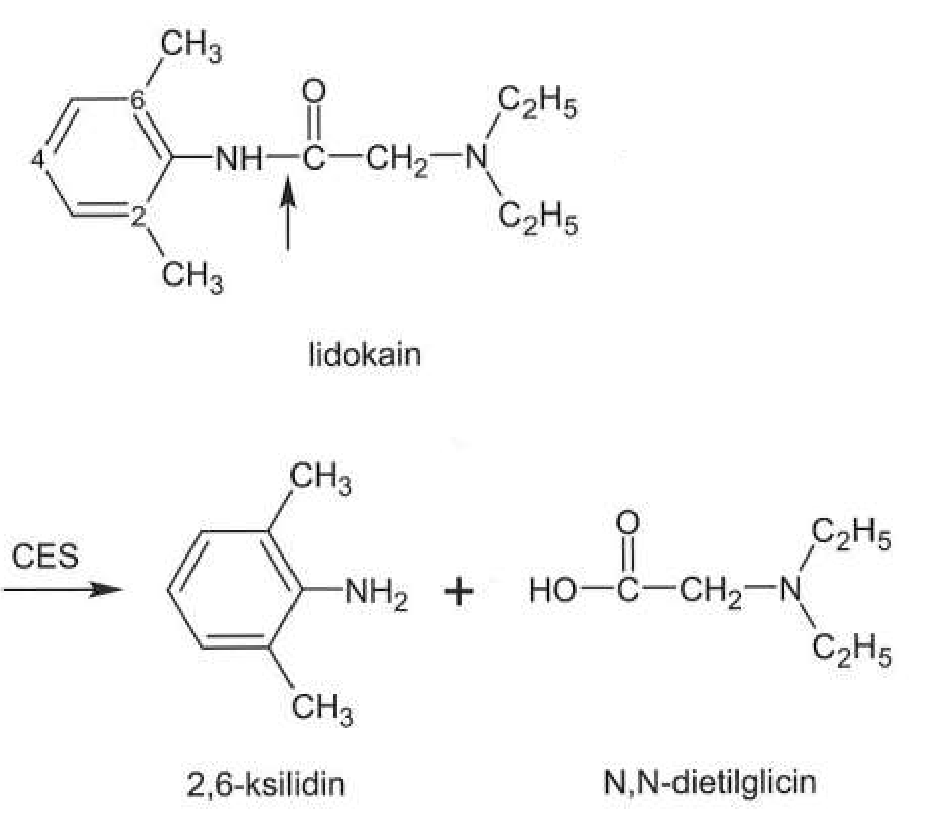 CH3
6
O
C2H5
4
NH C CH2 N
2
C2H5
CH3
lidokain
CH3
O
C2H5
CES
NH2 + HO C CH2 N
C2H5
CH3
2,6-ksilidin N,N-dietilglicin